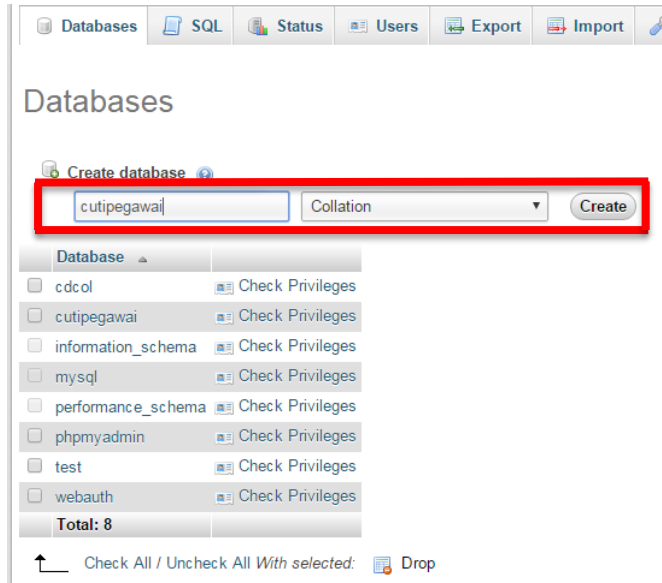 Databases SQL Status Users Export Import
Databases
Create database
cutipegawai Collation Create
Database
cdcol Check Privileges
cutipegawai Check Privileges
information_schema Check Privileges
mysql Check Privileges
performance_schema Check Privileges
phpmyadmin Check Privileges
test Check Privileges
webauth Check Privileges
Total: 8
Check All / Uncheck All With selected: Drop